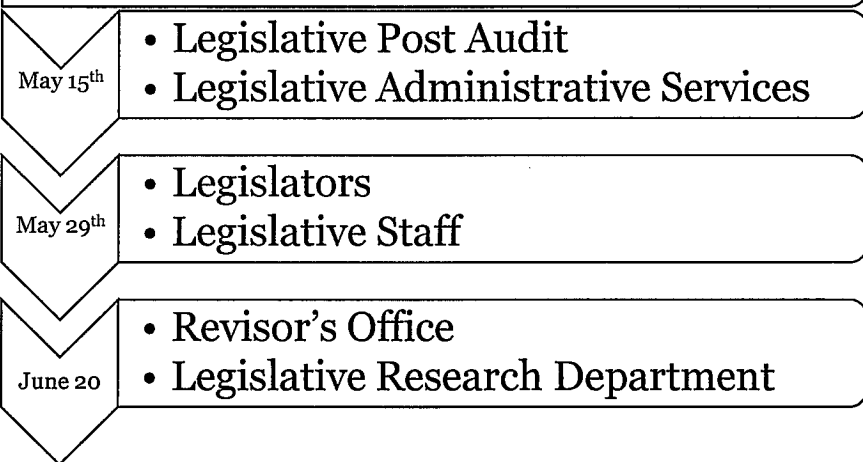 May 15th
• Legislative Post Audit
• Legislative Administrative Services
May 29th
• Legislators
• Legislative Staff
June 20
• Revisor's Office
• Legislative Research Department